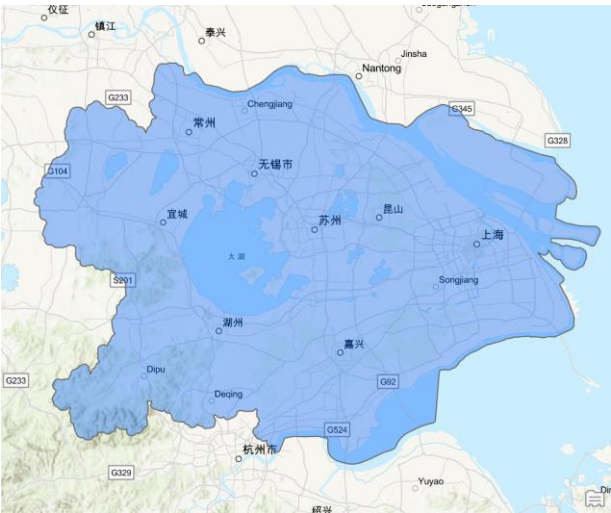 仪征
镇江
泰兴
Jinsha
Nantong
G233
Chengjiang
G345
常州
G328
G104
无锡市
宜城
昆山
苏州
上海
太湖
S201
Songjiang
湖州
嘉兴
Dipu
G233
G92
Deqing
G524
杭州市
G329
Yuyao
绍兴